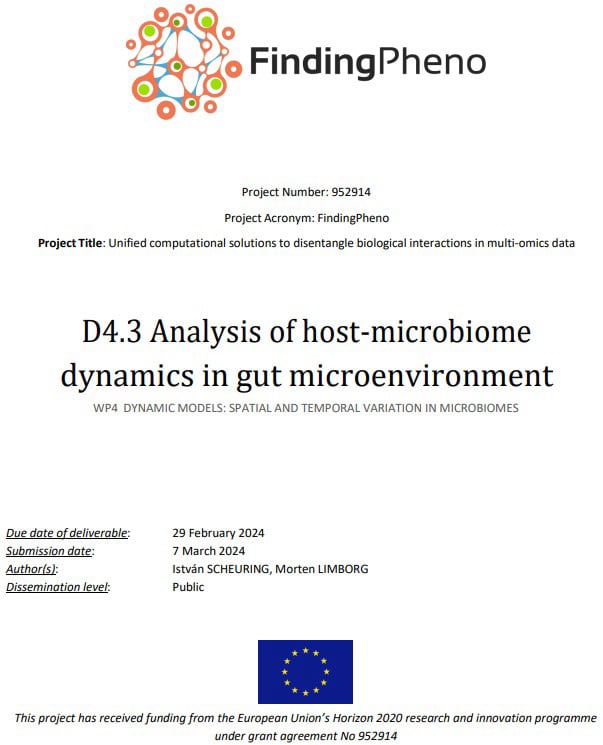 FindingPheno
Project Number: 952914
Project Acronym: FindingPheno
Project Title: Unified computational solutions to disentangle biological interactions in multi-omics data
D4.3 Analysis of host-microbiome
dynamics in gut microenvironment
WP4 DYNAMIC MODELS: SPATIAL AND TEMPORAL VARIATION IN MICROBIOMES
Due date of deliverable: 29 February 2024
Submission date: 7 March 2024
Author(s): István SCHEURING, Morten LIMBORG
Dissemination level: Public
This project has received funding from the European Union’s Horizon 2020 research and innovation programme
under grant agreement No 952914